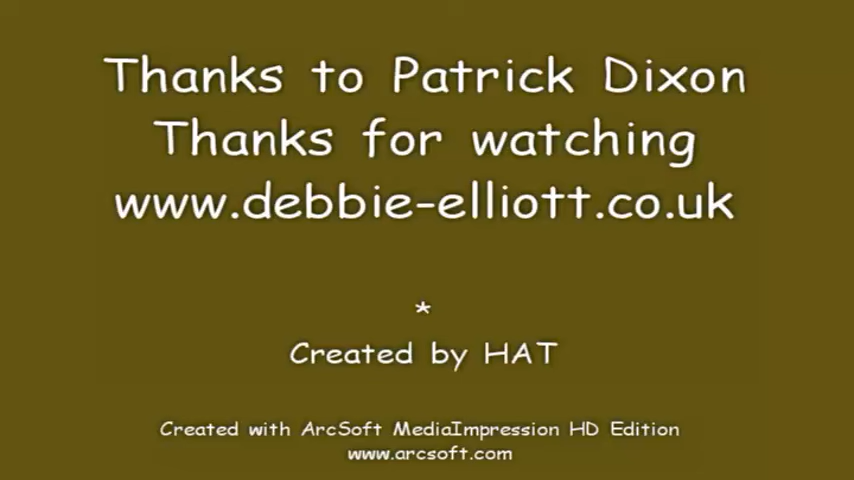 Thanks to Patrick Dixon
Thanks for watching
www.debbie-elliott.co.uk
*
Created by HAT
Created with ArcSoft MediaImpression HD Edition
www.arcsoft.com